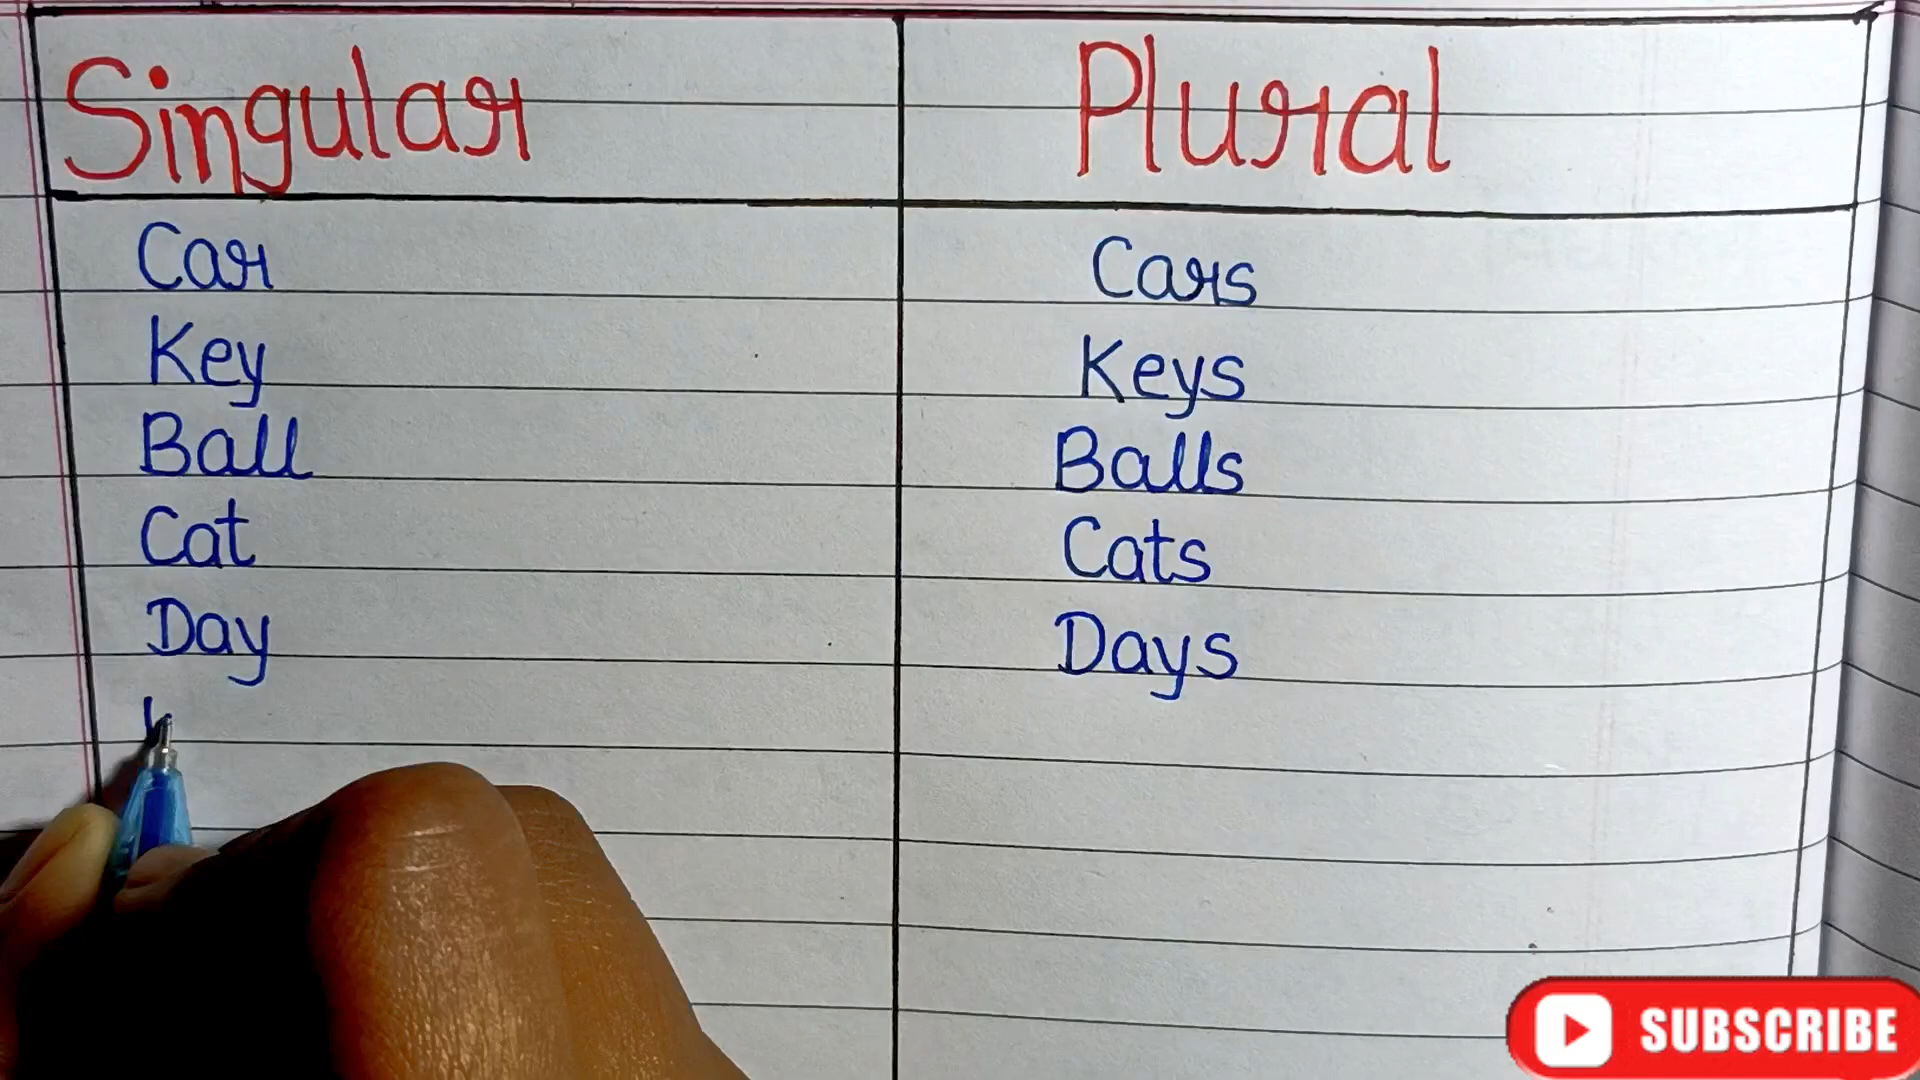 Singular Plural
Car Cars
Key Keys
Ball Balls
Cat Cats
Day Days
SUBSCRIBE